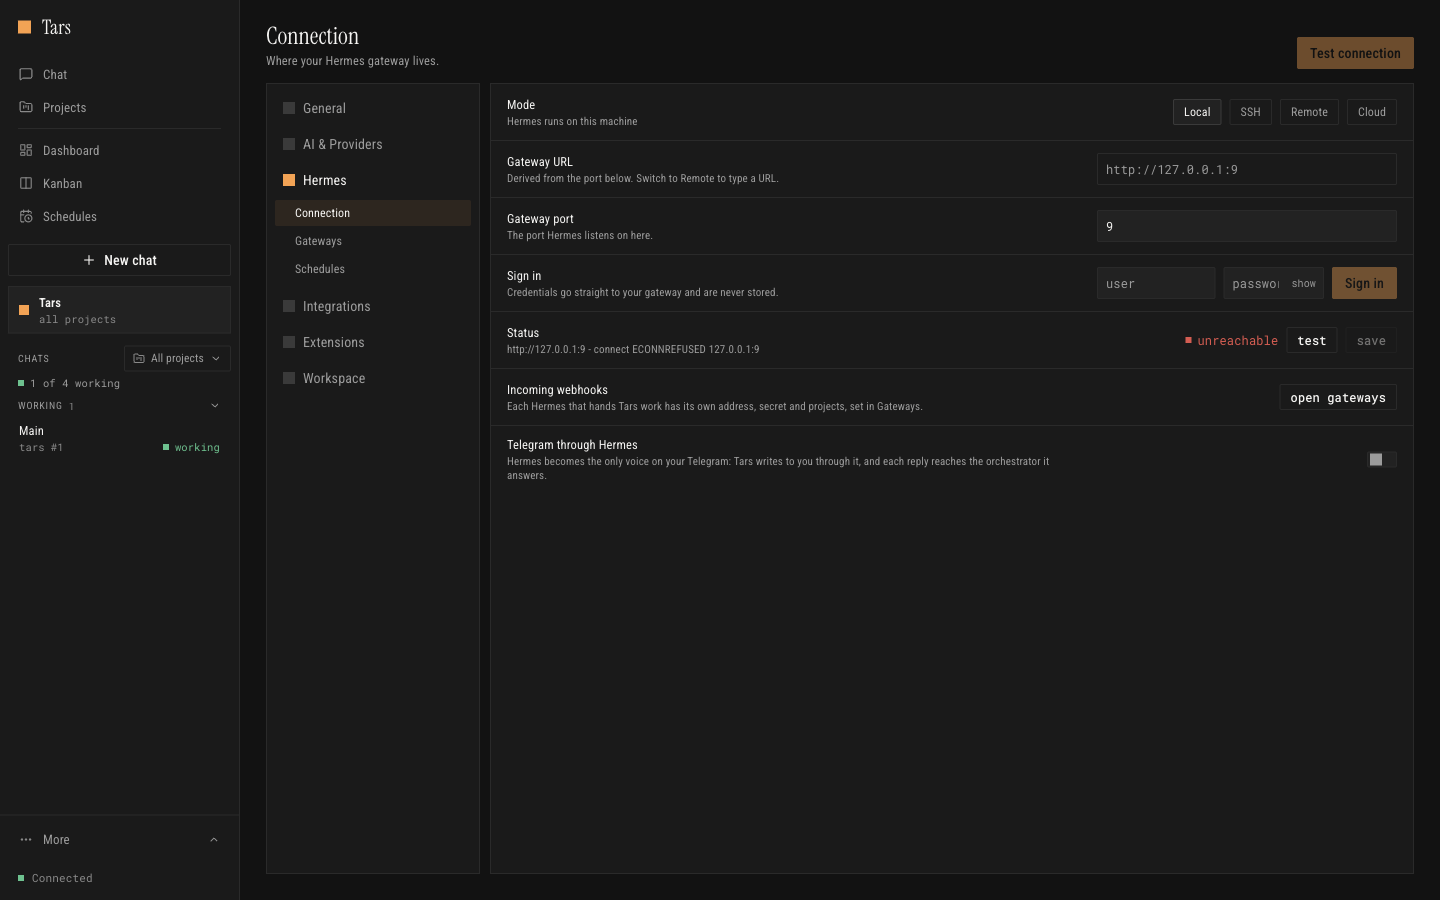 Tars
Chat
Projects
Dashboard
Kanban
Schedules
New chat
Tars
all projects
CHATS
All projects
1 of 4 working
WORKING 1
Main
tars #1
working
More
Connected
Connection
Where your Hermes gateway lives.
Test connection
General
AI & Providers
Hermes
Connection
Gateways
Schedules
Integrations
Extensions
Workspace
Mode
Hermes runs on this machine
Local
SSH
Remote
Cloud
Gateway URL
Derived from the port below. Switch to Remote to type a URL.
http://127.0.0.1:9
Gateway port
The port Hermes listens on here.
9
Sign in
Credentials go straight to your gateway and are never stored.
user
show
Sign in
Status
http://127.0.0.1:9 - connect ECONNREFUSED 127.0.0.1:9
unreachable
test
save
Incoming webhooks
Each Hermes that hands Tars work has its own address, secret and projects, set in Gateways.
open gateways
Telegram through Hermes
Hermes becomes the only voice on your Telegram: Tars writes to you through it, and each reply reaches the orchestrator it
answers.